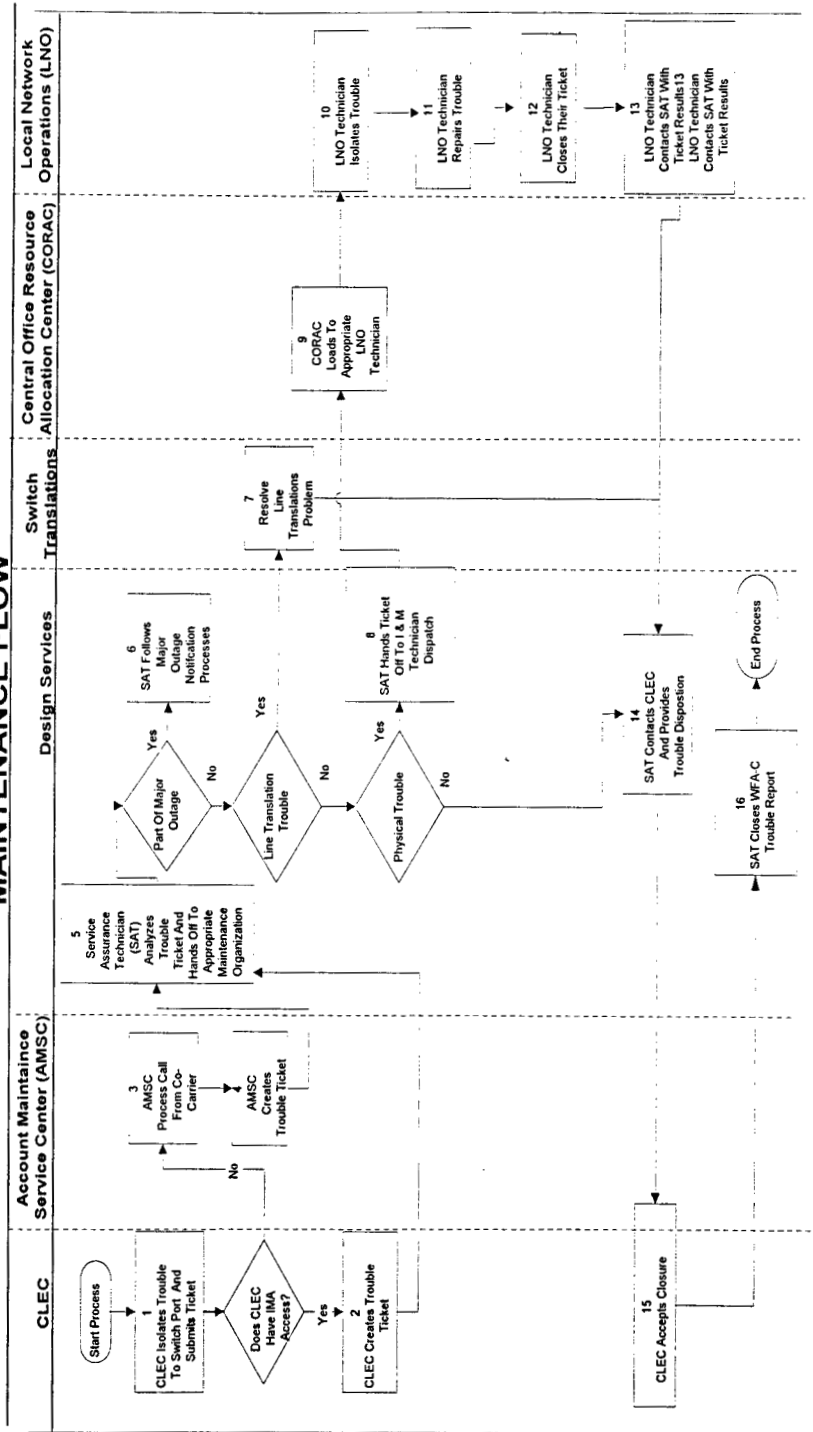 MAINTENANCE FLOW
CLEC
Account Maintaince
Service Center (AMSC)
Design Services
Switch
Translations
Central Office Resource
Allocation Center (CORAC)
Local Network
Operations (LNO)
Start Process
1
CLEC Isolates Trouble
To Switch Port And
Submits Ticket
Does CLEC
Have IMA
Access?
No
Yes
2
CLEC Creates Trouble
Ticket
3
AMSC
Process Call
From Co-
Carrier
4
AMSC
Creates
Trouble Ticket
5
Service
Assurance
Technician
(SAT)
Analyzes
Trouble
Ticket And
Hands Off To
Appropriate
Maintenance
Organization
Part Of Major
Outage
Yes
No
6
SAT Follows
Major
Outage
Notifcation
Processes
Line Translation
Trouble
Yes
No
7
Resolve
Line
Translations
Problem
Physical Trouble
Yes
No
8
SAT Hands Ticket
Off To I & M
Technician
Dispatch
9
CORAC
Loads To
Appropriate
LNO
Technician
10
LNO Technician
Isolates Trouble
11
LNO Technician
Repairs Trouble
12
LNO Technician
Closes Their Ticket
13
LNO Technician
Contacts SAT With
Ticket Results13
LNO Technician
Contacts SAT With
Ticket Results
14
SAT Contacts CLEC
And Provides
Trouble Dispostion
15
CLEC Accepts Closure
16
SAT Closes WFA-C
Trouble Report
End Process